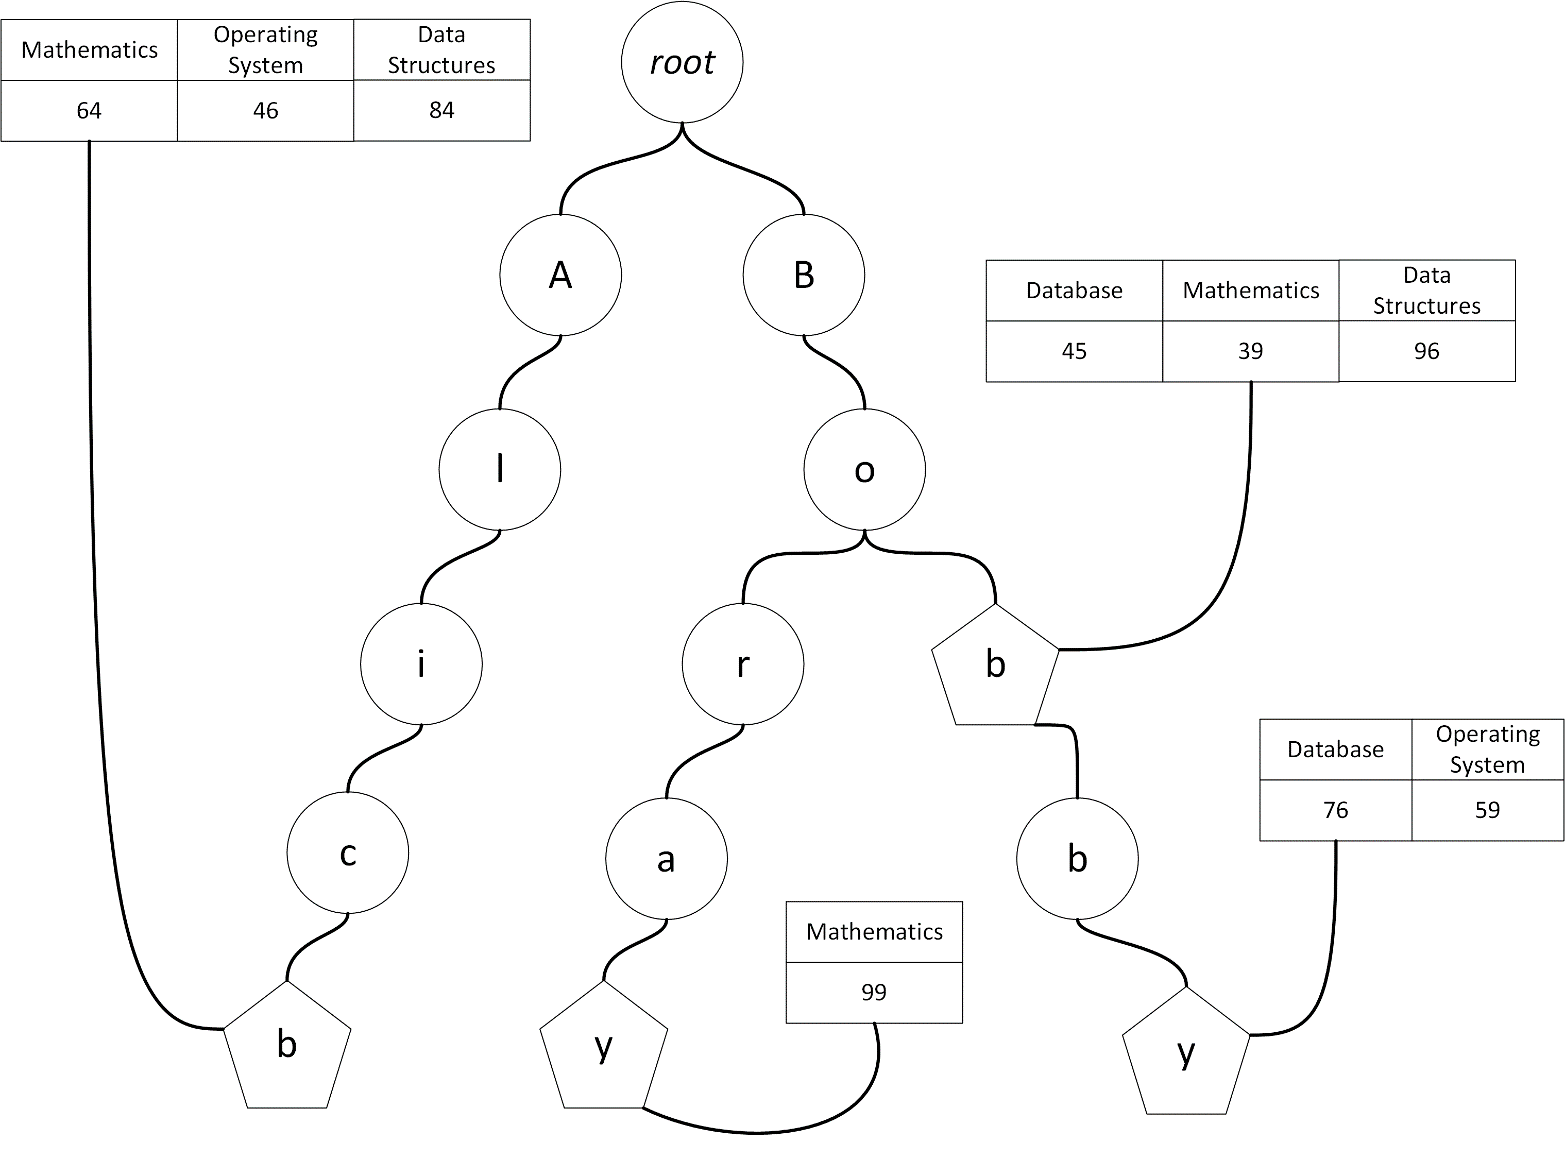 root
Mathematics
Operating
System
Data
Structures
64
46
84
A
B
Database
Mathematics
Data
Structures
45
39
96
l
o
i
r
b
Database
Operating
System
76
59
c
a
b
Mathematics
99
b
y
y